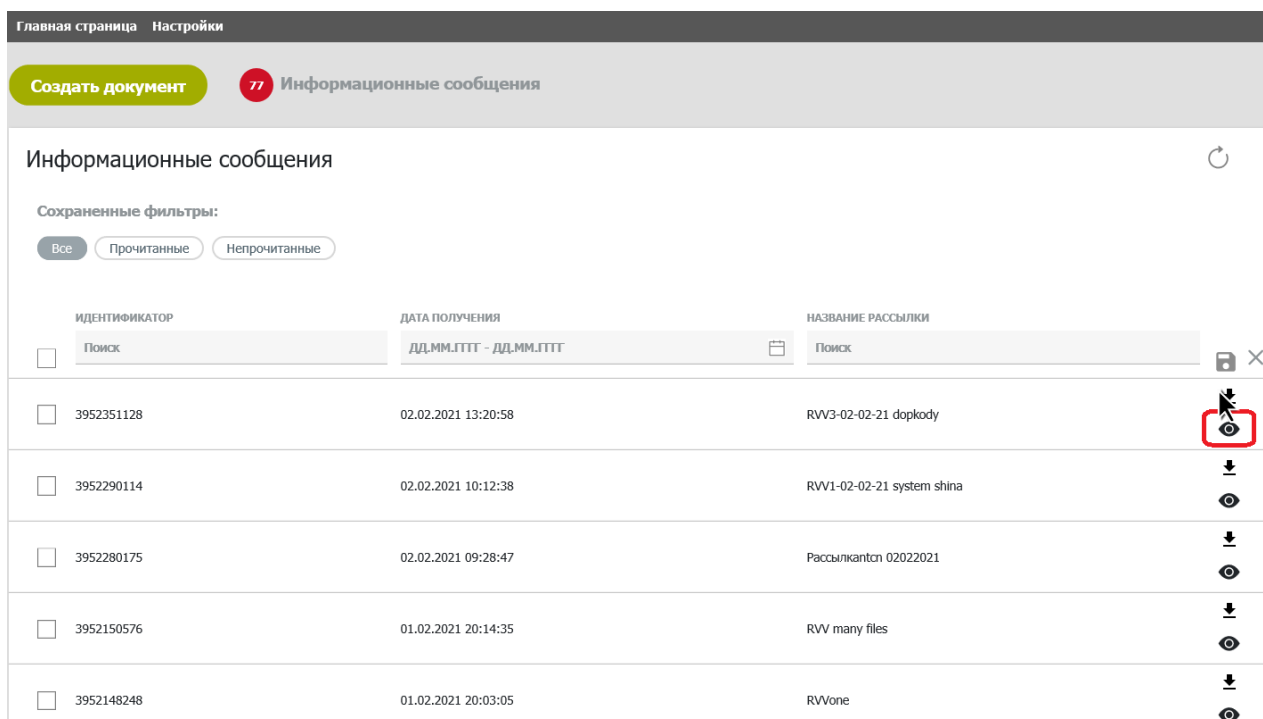 Главная страница Настройки
Создать документ 77 Информационные сообщения
Информационные сообщения
Сохраненные фильтры:
Все Прочитанные Непрочитанные
ИДЕНТИФИКАТОР ДАТА ПОЛУЧЕНИЯ НАЗВАНИЕ РАССЫЛКИ
Поиск ДД.ММ.ГГГГ - ДД.ММ.ГГГГ Поиск
3952351128 02.02.2021 13:20:58 RVV3-02-02-21 dopkody
3952290114 02.02.2021 10:12:38 RVV1-02-02-21 system shina
3952280175 02.02.2021 09:28:47 Рассылкапtcn 02022021
3952150576 01.02.2021 20:14:35 RVV many files
3952148248 01.02.2021 20:03:05 RVVone